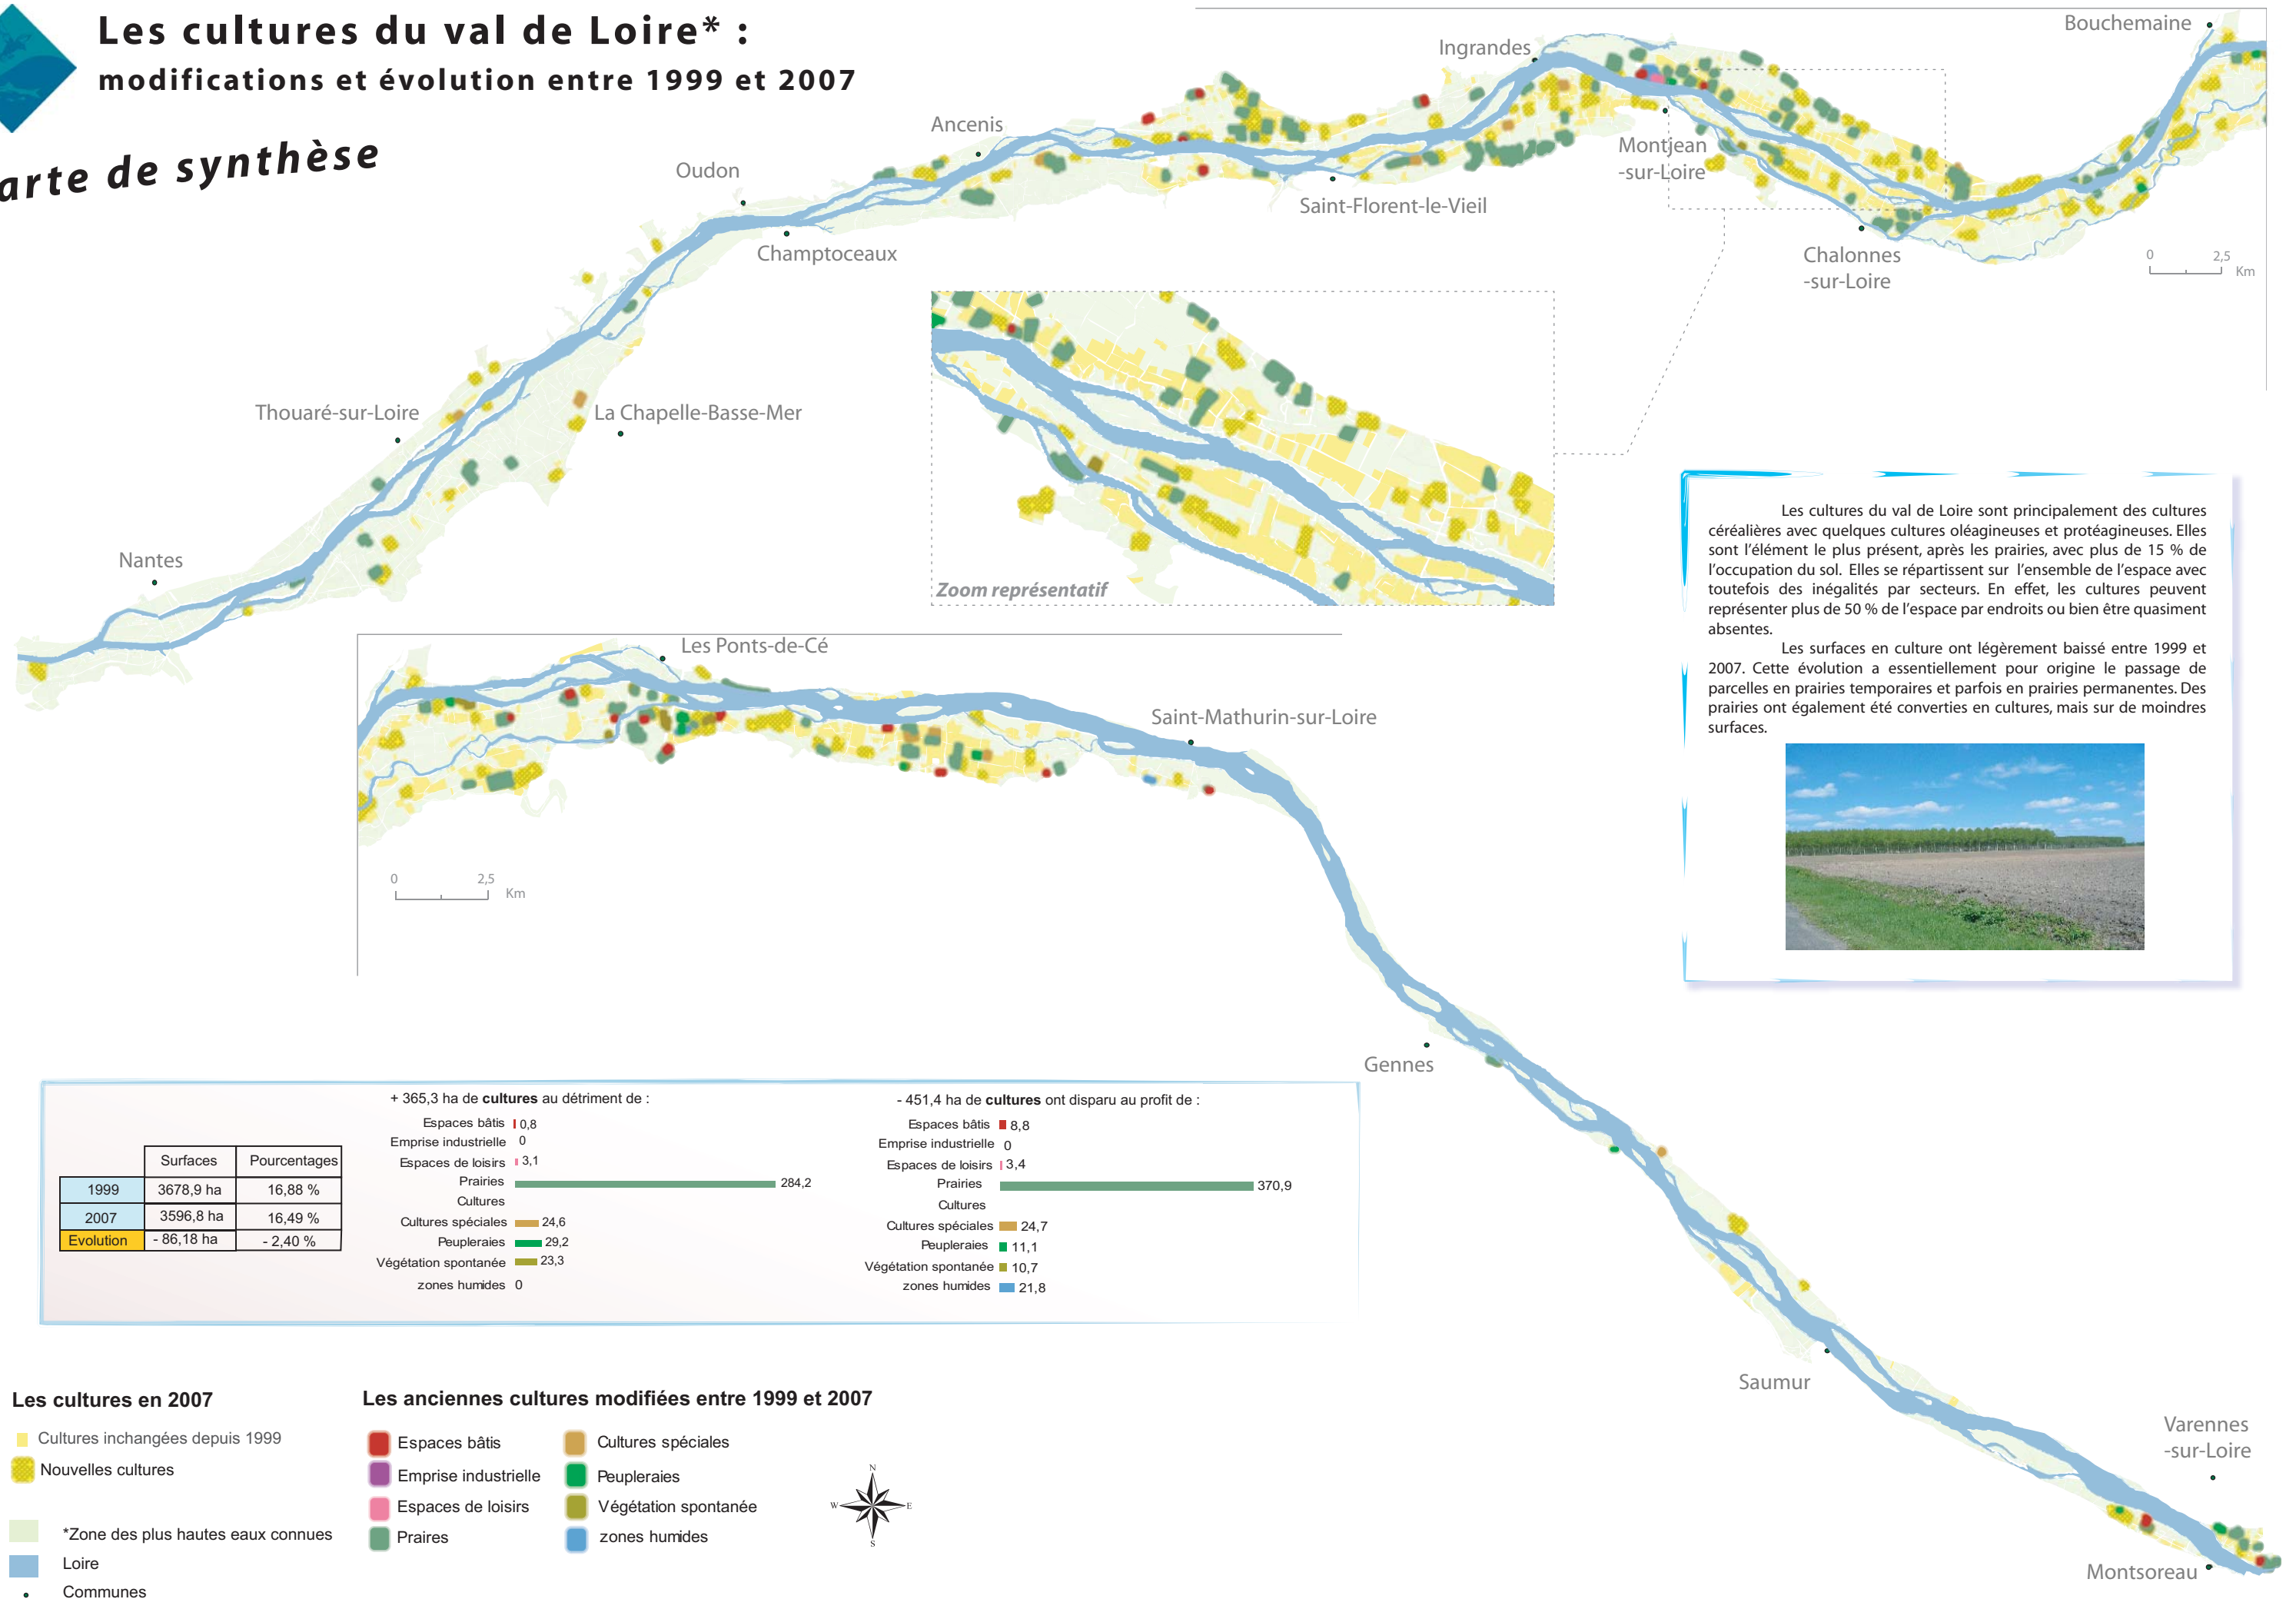 Les cultures du val de Loire* :
modifications et évolution entre 1999 et 2007
arte de synthèse
Bouchemaine
Ingrandes
Ancenis
Oudon
Montjean
-sur-Loire
Saint-Florent-le-Vieil
Champtoceaux
Chalonnes
-sur-Loire
0 2,5
Km
Thouaré-sur-Loire
La Chapelle-Basse-Mer
Nantes
Zoom représentatif
Les cultures du val de Loire sont principalement des cultures
céréalières avec quelques cultures oléagineuses et protéagineuses. Elles
sont l'élément le plus présent, après les prairies, avec plus de 15 % de
l'occupation du sol. Elles se répartissent sur l'ensemble de l'espace avec
toutefois des inégalités par secteurs. En effet, les cultures peuvent
représenter plus de 50 % de l'espace par endroits ou bien être quasiment
absentes.
Les surfaces en culture ont légèrement baissé entre 1999 et
2007. Cette évolution a essentiellement pour origine le passage de
parcelles en prairies temporaires et parfois en prairies permanentes. Des
prairies ont également été converties en cultures, mais sur de moindres
surfaces.
Les Ponts-de-Cé
Saint-Mathurin-sur-Loire
0 2,5
Km
Gennes
Saumur
Varennes
-sur-Loire
Montsoreau
Surfaces Pourcentages
1999 3678,9 ha 16,88 %
2007 3596,8 ha 16,49 %
Evolution - 86,18 ha - 2,40 %
+ 365,3 ha de cultures au détriment de :
Espaces bâtis 0,8
Emprise industrielle 0
Espaces de loisirs 3,1
Prairies 284,2
Cultures
Cultures spéciales 24,6
Peupleraies 29,2
Végétation spontanée 23,3
zones humides 0
- 451,4 ha de cultures ont disparu au profit de :
Espaces bâtis 8,8
Emprise industrielle 0
Espaces de loisirs 3,4
Prairies 370,9
Cultures
Cultures spéciales 24,7
Peupleraies 11,1
Végétation spontanée 10,7
zones humides 21,8
Les cultures en 2007
Cultures inchangées depuis 1999
Nouvelles cultures
*Zone des plus hautes eaux connues
Loire
Communes
Les anciennes cultures modifiées entre 1999 et 2007
Espaces bâtis
Emprise industrielle
Espaces de loisirs
Praires
Cultures spéciales
Peupleraies
Végétation spontanée
zones humides
N
W E
S